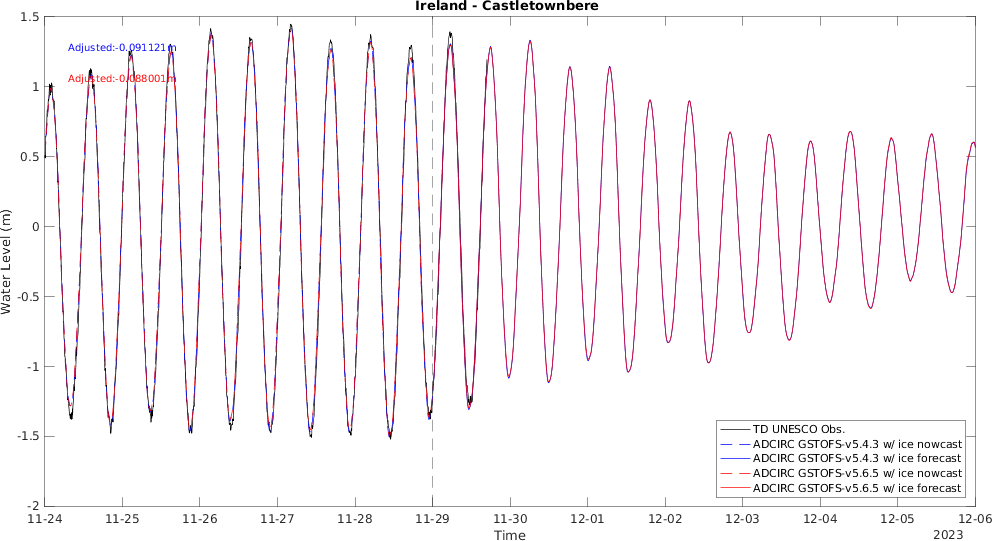 Ireland - Castletownbere
1.5
Adjusted:-0.091121m
Adjusted:-0.088001m
1
0.5
0
-0.5
-1
-1.5
-2
Water Level (m)
TD UNESCO Obs.
ADCIRC GSTOFS-v5.4.3 w/ ice nowcast
ADCIRC GSTOFS-v5.4.3 w/ ice forecast
ADCIRC GSTOFS-v5.6.5 w/ ice nowcast
ADCIRC GSTOFS-v5.6.5 w/ ice forecast
11-24 11-25 11-26 11-27 11-28 11-29 11-30 12-01 12-02 12-03 12-04 12-05 12-06
Time
2023